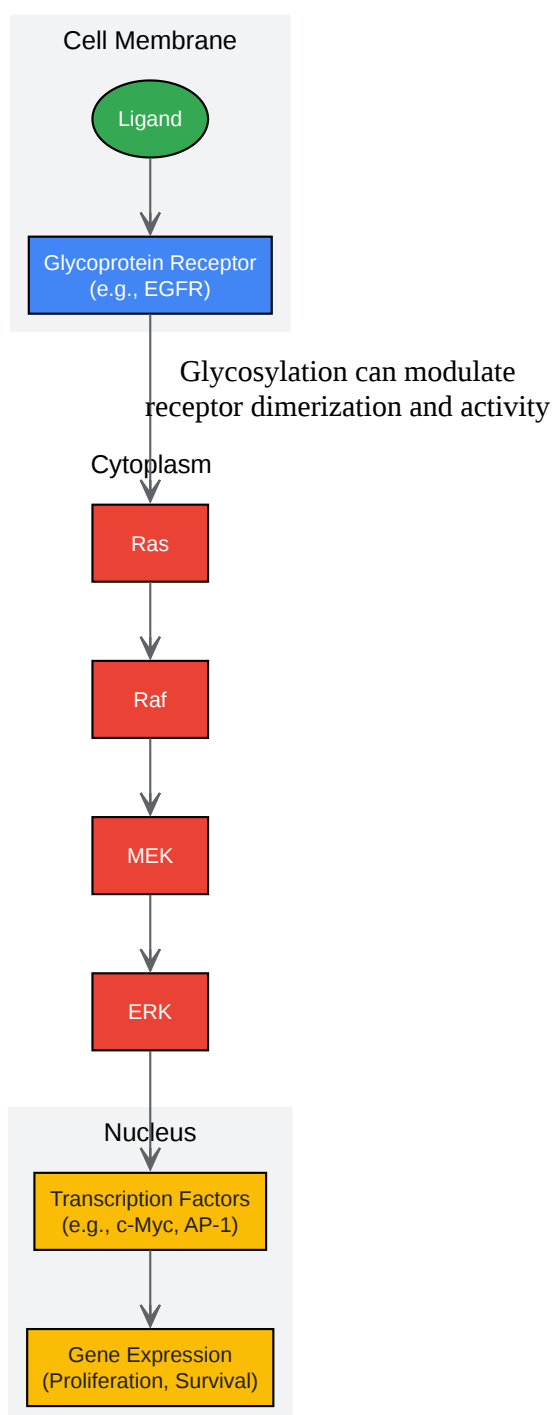 Cell Membrane
Ligand
Glycoprotein Receptor
(e.g., EGFR)
Glycosylation can modulate
receptor dimerization and activity
Cytoplasm
Ras
Raf
MEK
ERK
Nucleus
Transcription Factors
(e.g., c-Myc, AP-1)
Gene Expression
(Proliferation, Survival)